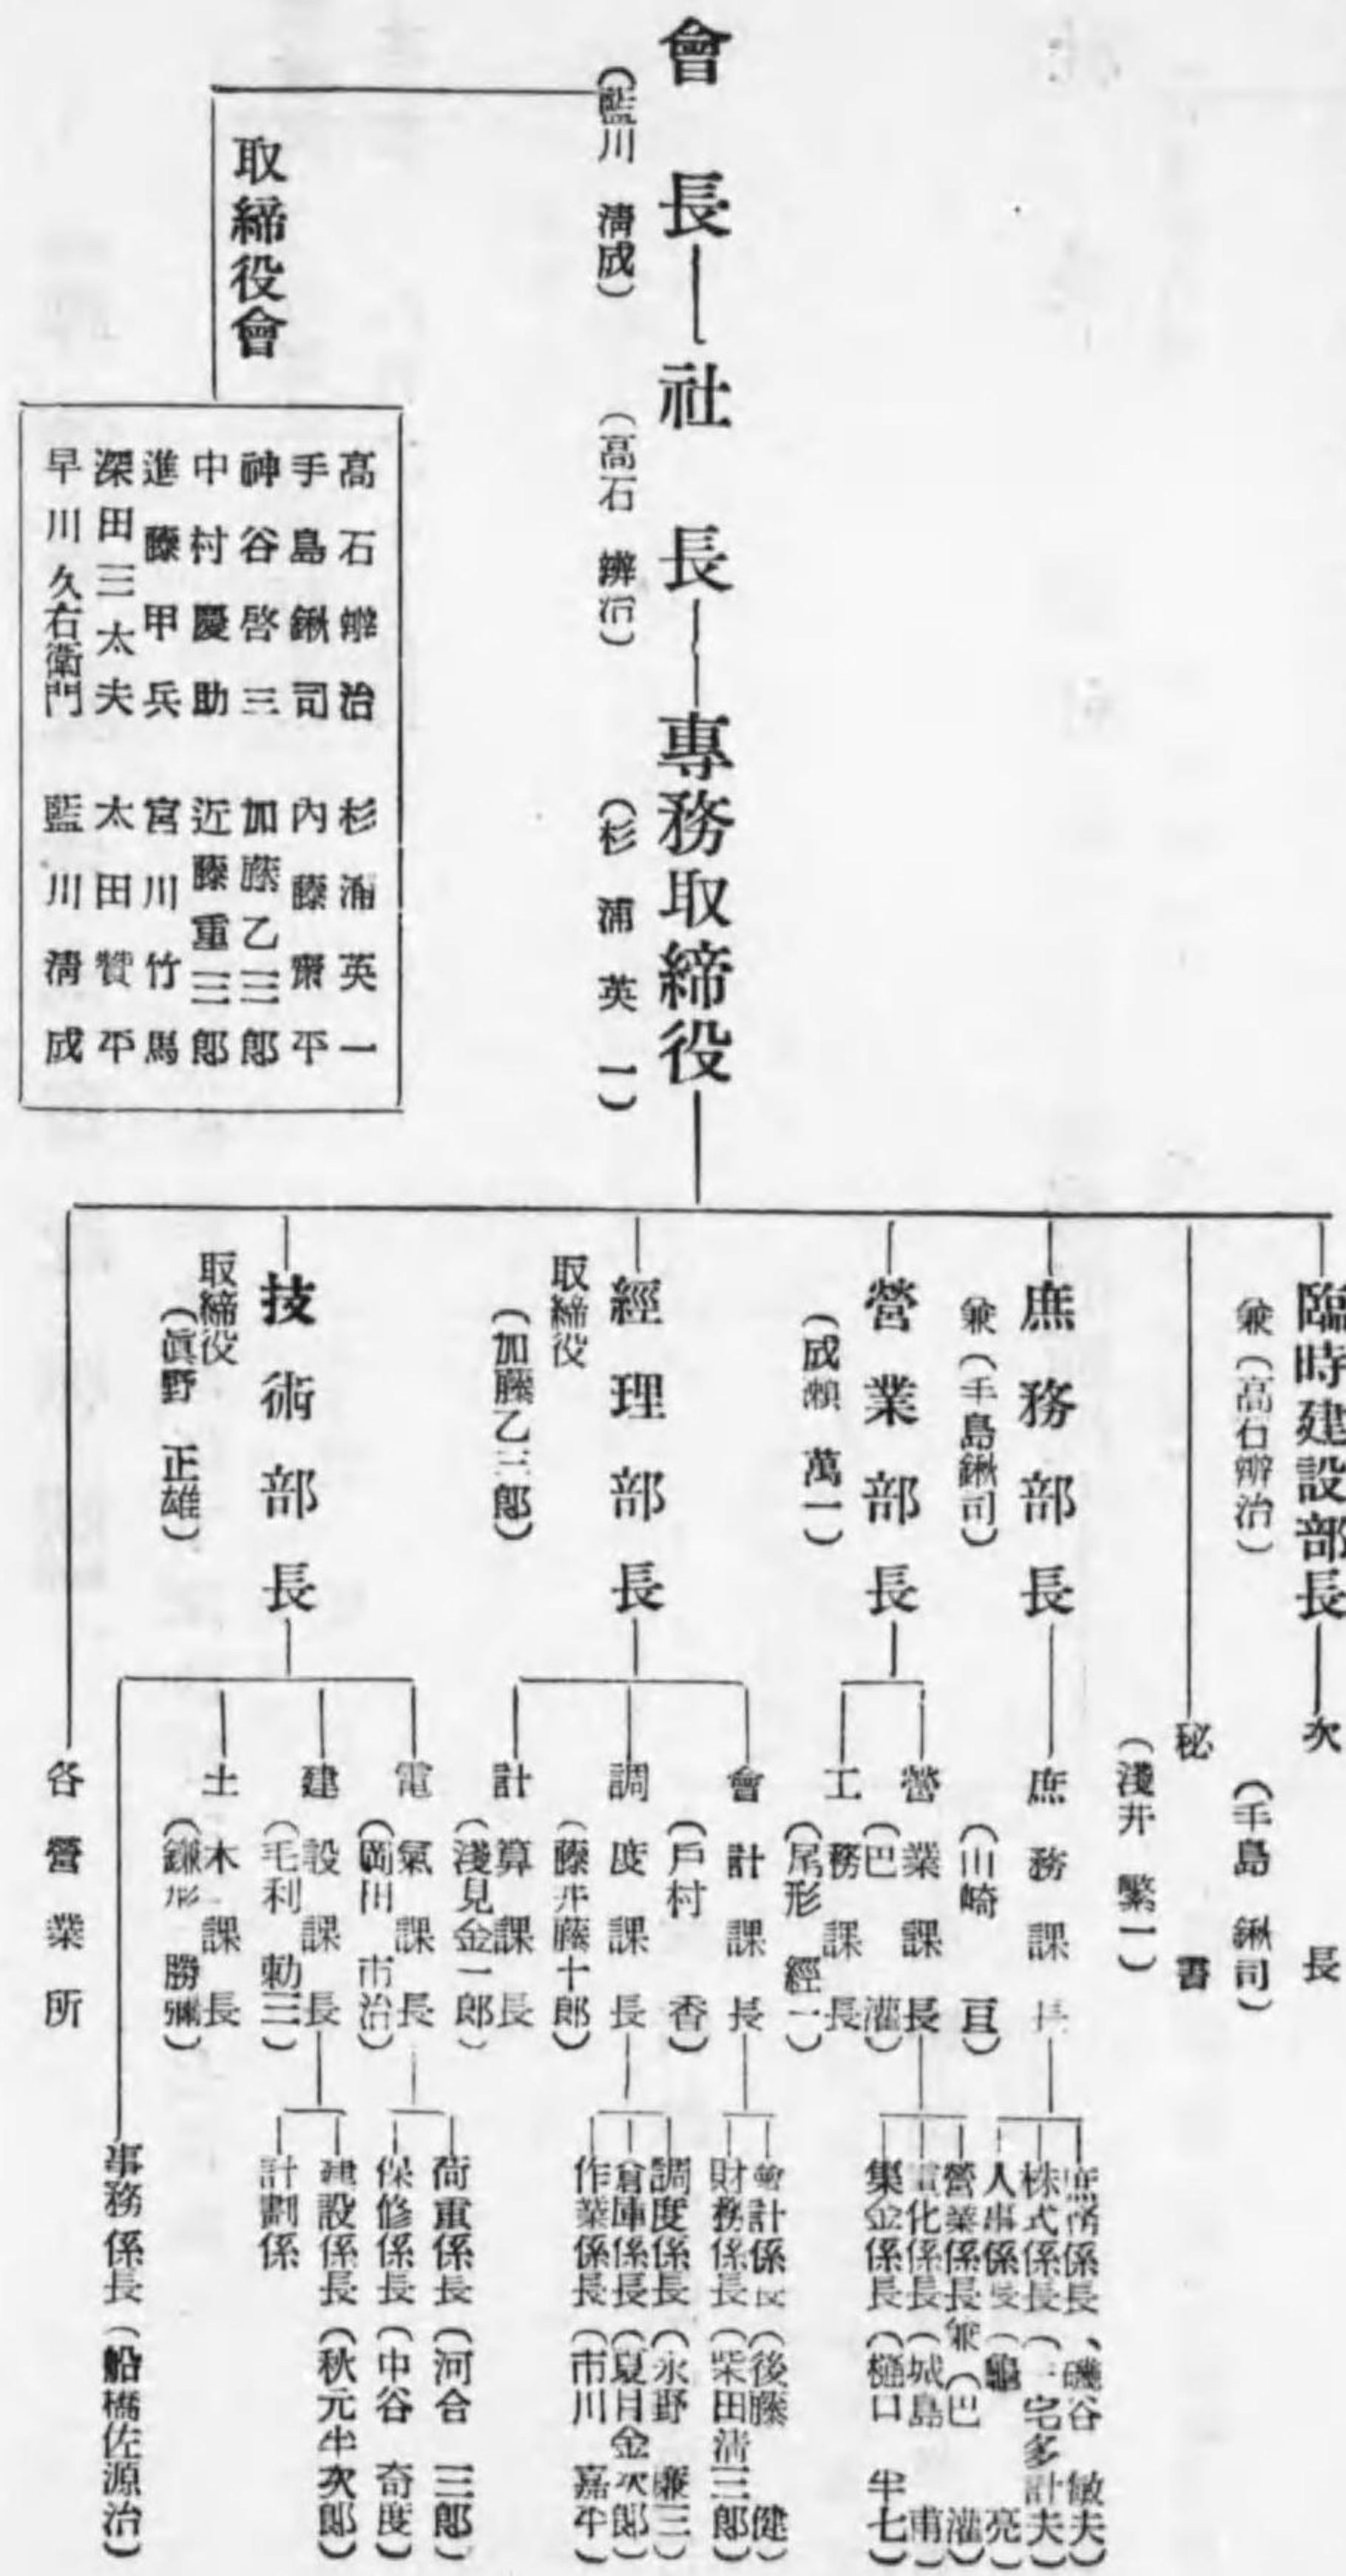 會長
(藍川 清成)
社長
(高石 辨治)
專務取締役
(杉浦英一)
取締役會
高石辨治 杉浦英一
手島鍬司 內藤齋平
神谷啓三 加藤乙三郎
中村慶助 近藤重三郎
進藤甲兵 宮川竹馬
深田三太夫 太田贊平
早川久右衛門 藍川清成
臨時建設部長
兼(高石辨治)
次長
(手島 鍬司)
秘書
(淺井 繁一)
庶務部長
兼(手島鍬司)
庶務課長
(山崎 亘)
庶務係長(磯谷 敏夫)
株式係長(三宅多計夫)
人事係長(龜 亮)
營業部長
(成瀨 萬一)
營業課長
(巴 灌)
營業係長兼(巴 灌)
電化係長(城島 甫)
集金係長(樋口 半七)
工務課長
(尾形 經一)
經理部長
取締役
(加藤乙三郎)
會計課長
(戶村 香)
會計係長(後藤 健)
財務係長(柴田清三郎)
調度課長
(藤井藤十郎)
調度係長(永野 廉三)
倉庫係長(夏目金次郎)
作業係長(市川 嘉平)
計算課長
(淺見金一郎)
技術部長
取締役
(眞野 正雄)
電氣課長
(岡田 市治)
荷重係長(河合 三郎)
保修係長(中谷 奇度)
建設課長
(毛利 勅三)
建設係長(秋元半次郎)
計劃係
土木課長
(鎌形 勝彌)
事務係長(船橋佐源治)
各營業所